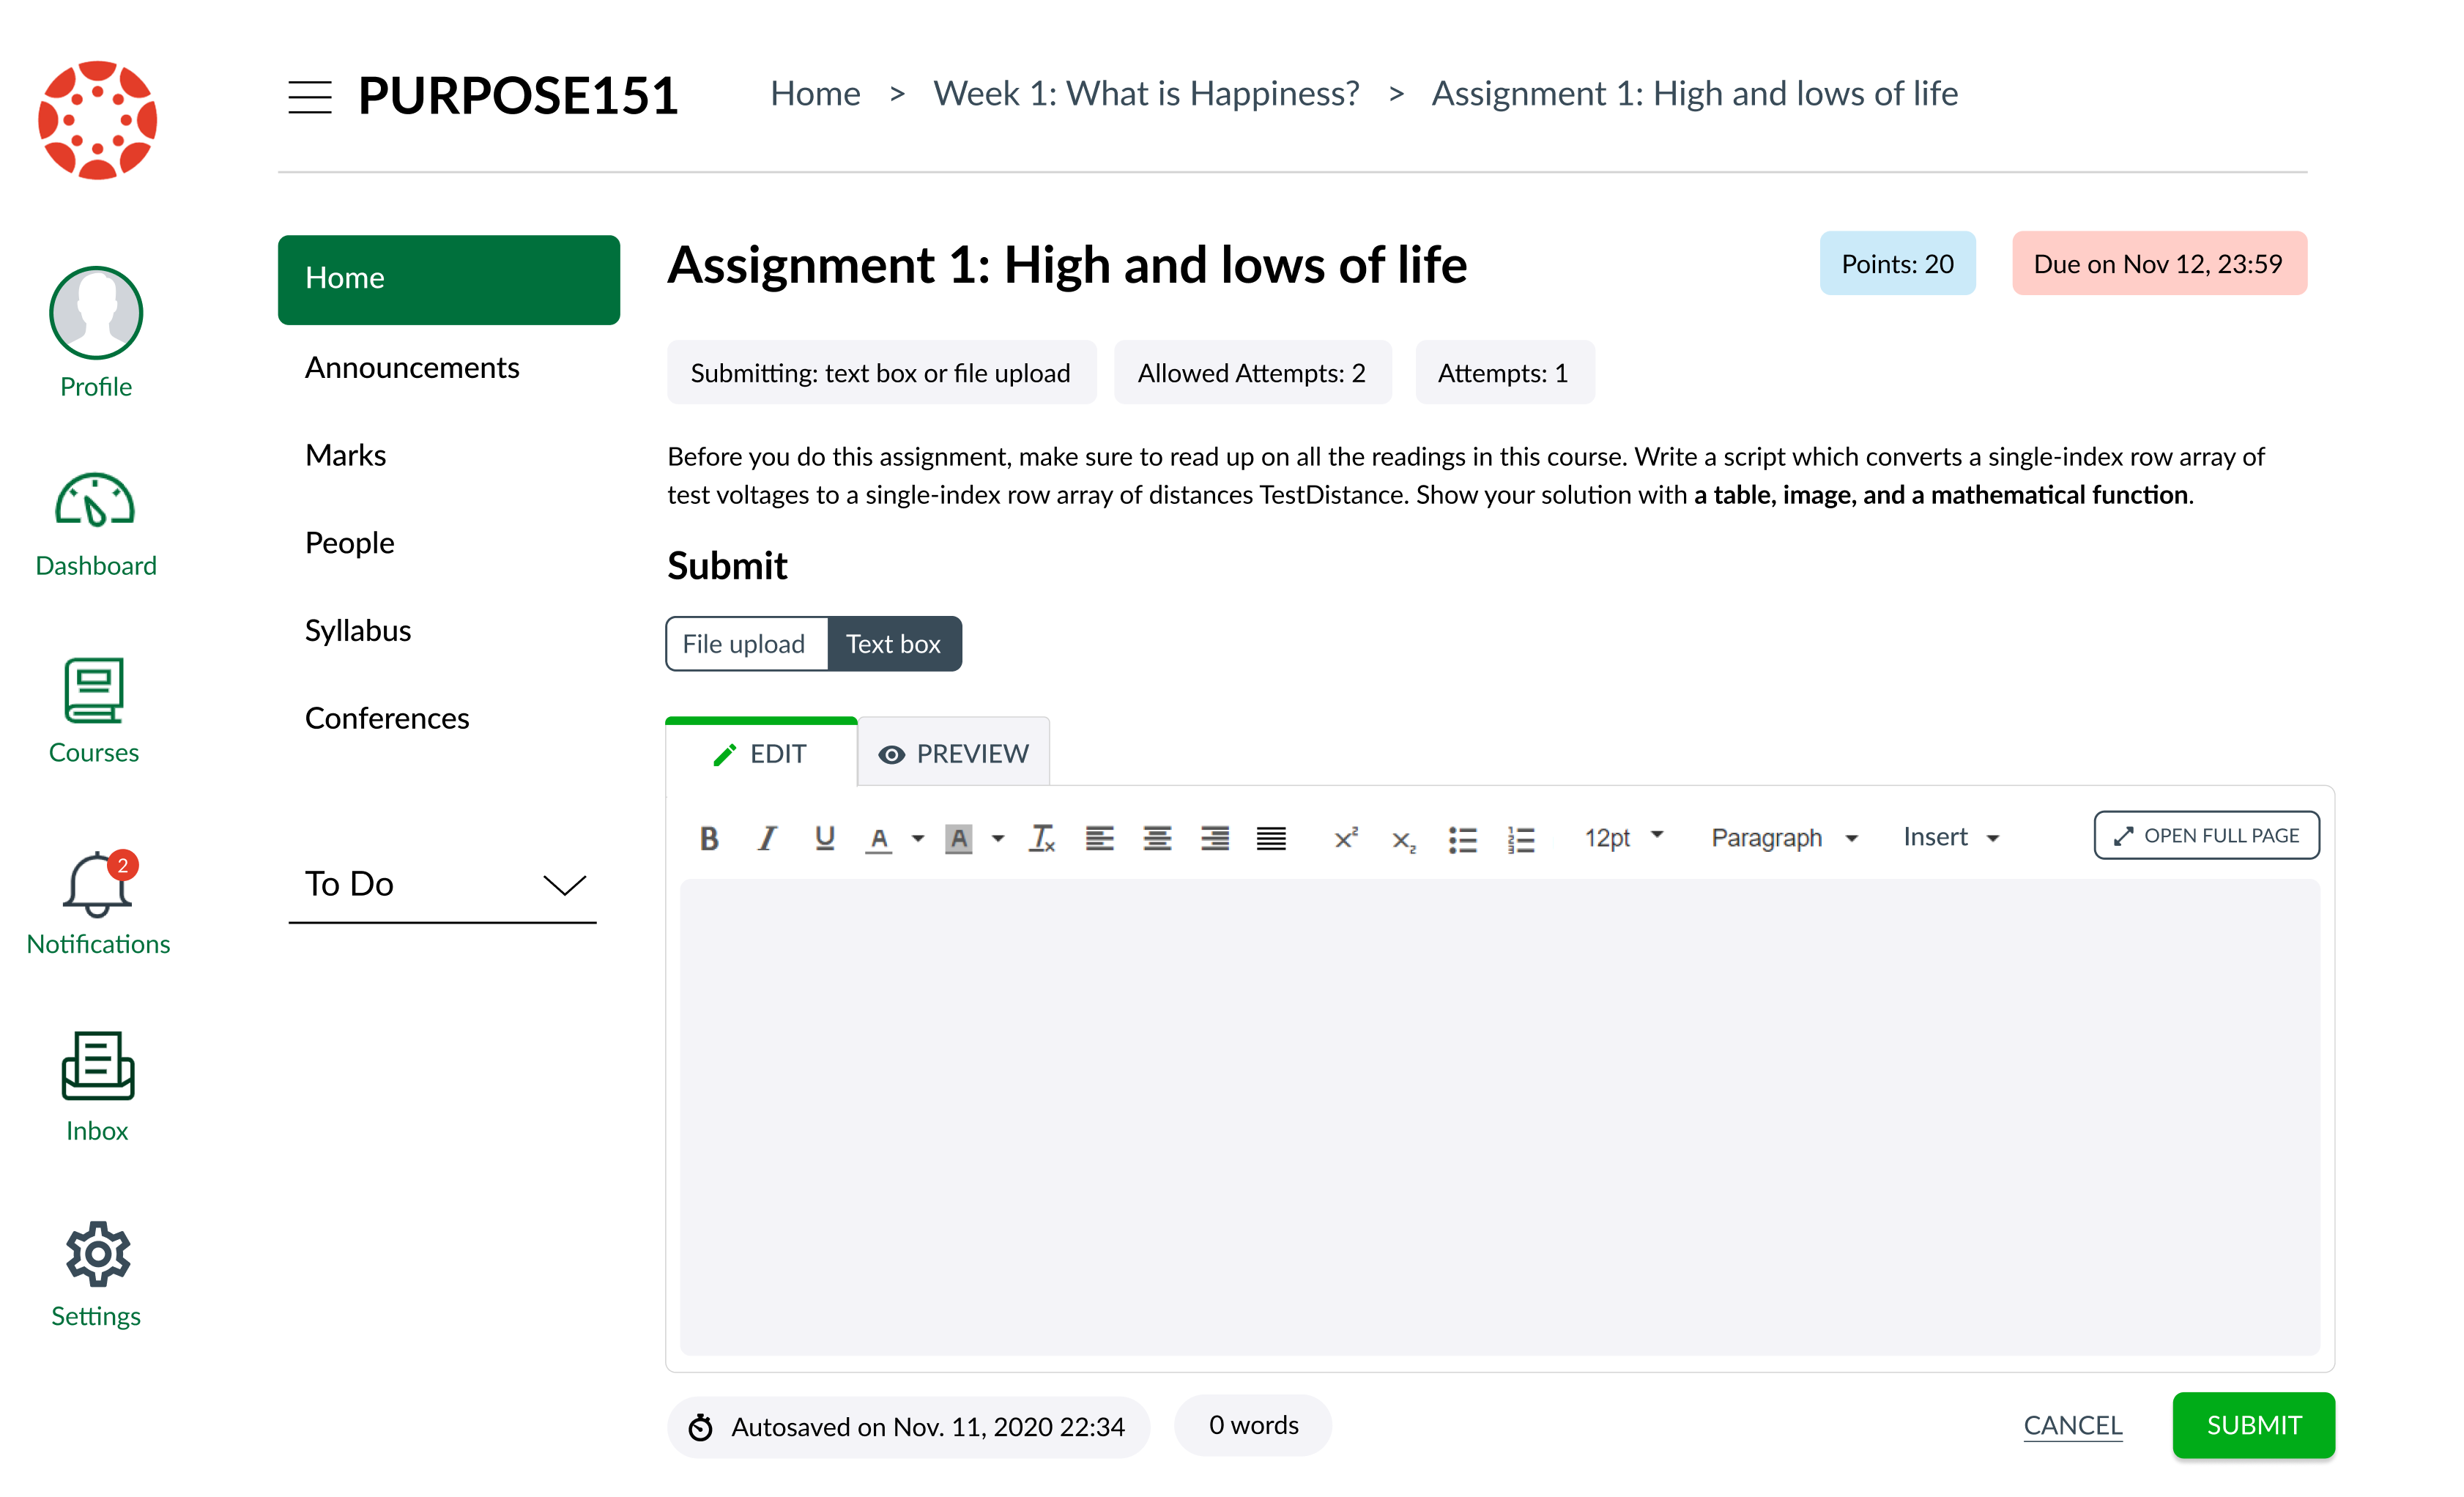 PURPOSE151
Home > Week 1: What is Happiness? > Assignment 1: High and lows of life
Profile
Dashboard
Courses
2
Notifications
Inbox
Settings
Home
Announcements
Marks
People
Syllabus
Conferences
To Do
Assignment 1: High and lows of life
Points: 20
Due on Nov 12, 23:59
Submitting: text box or file upload
Allowed Attempts: 2
Attempts: 1
Before you do this assignment, make sure to read up on all the readings in this course. Write a script which converts a single-index row array of
test voltages to a single-index row array of distances TestDistance. Show your solution with a table, image, and a mathematical function.
Submit
File upload
Text box
EDIT
PREVIEW
12pt
Paragraph
Insert
OPEN FULL PAGE
Autosaved on Nov. 11, 2020 22:34
0 words
CANCEL
SUBMIT